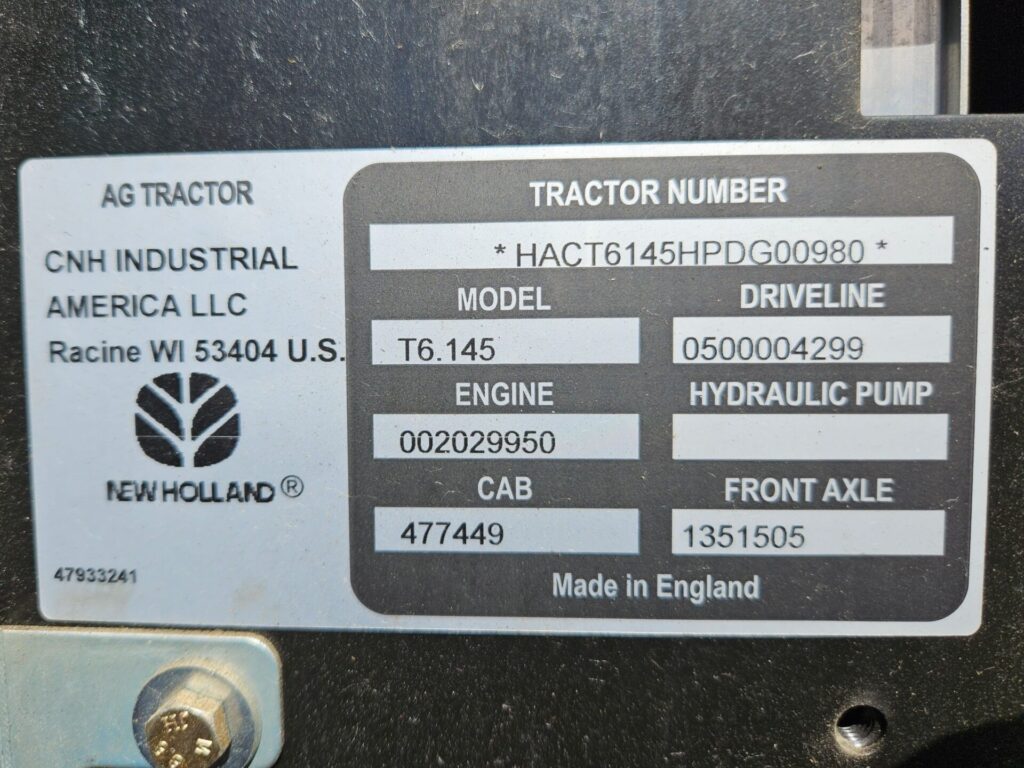 AG TRACTOR
CNH INDUSTRIAL
AMERICA LLC
Racine WI 53404 U.S.
NEW HOLLAND®
47933241
TRACTOR NUMBER
* HACT6145HPDG00980 *
MODEL
T6.145
DRIVELINE
0500004299
ENGINE
002029950
HYDRAULIC PUMP
CAB
477449
FRONT AXLE
1351505
Made in England